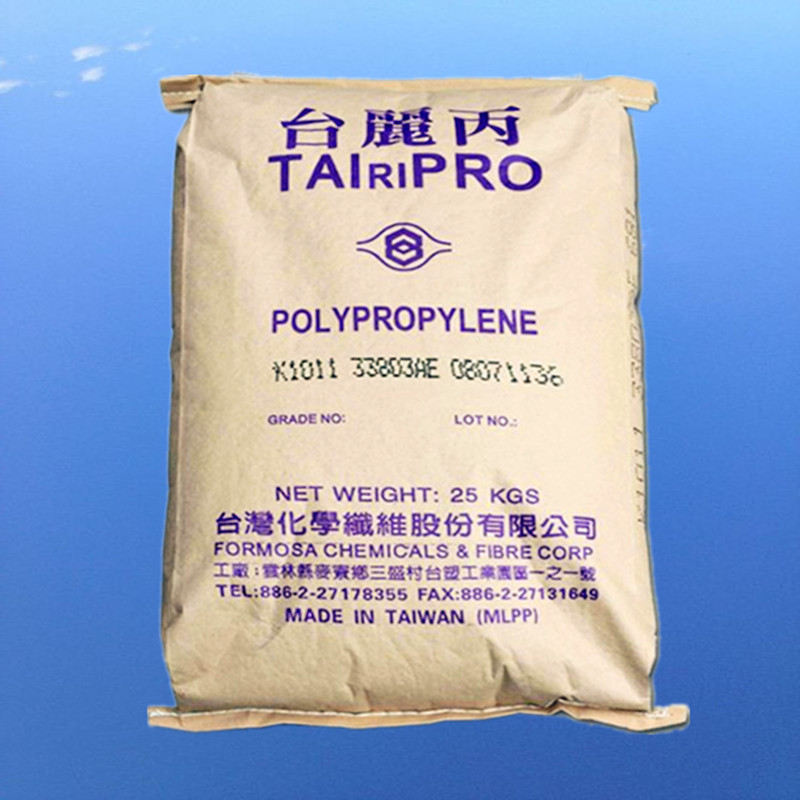 台麗丙
TAIRIPRO
POLYPROPYLENE
K1011 33803AE 08071136
GRADE NO: LOT NO.:
NET WEIGHT: 25 KGS
台灣化學纖維股份有限公司
FORMOSA CHEMICALS & FIBRE CORP
工廠：雲林縣麥寮鄉三盛村台塑工業園區一之一號
TEL:886-2-27178355 FAX:886-2-27131649
MADE IN TAIWAN (MLPP)